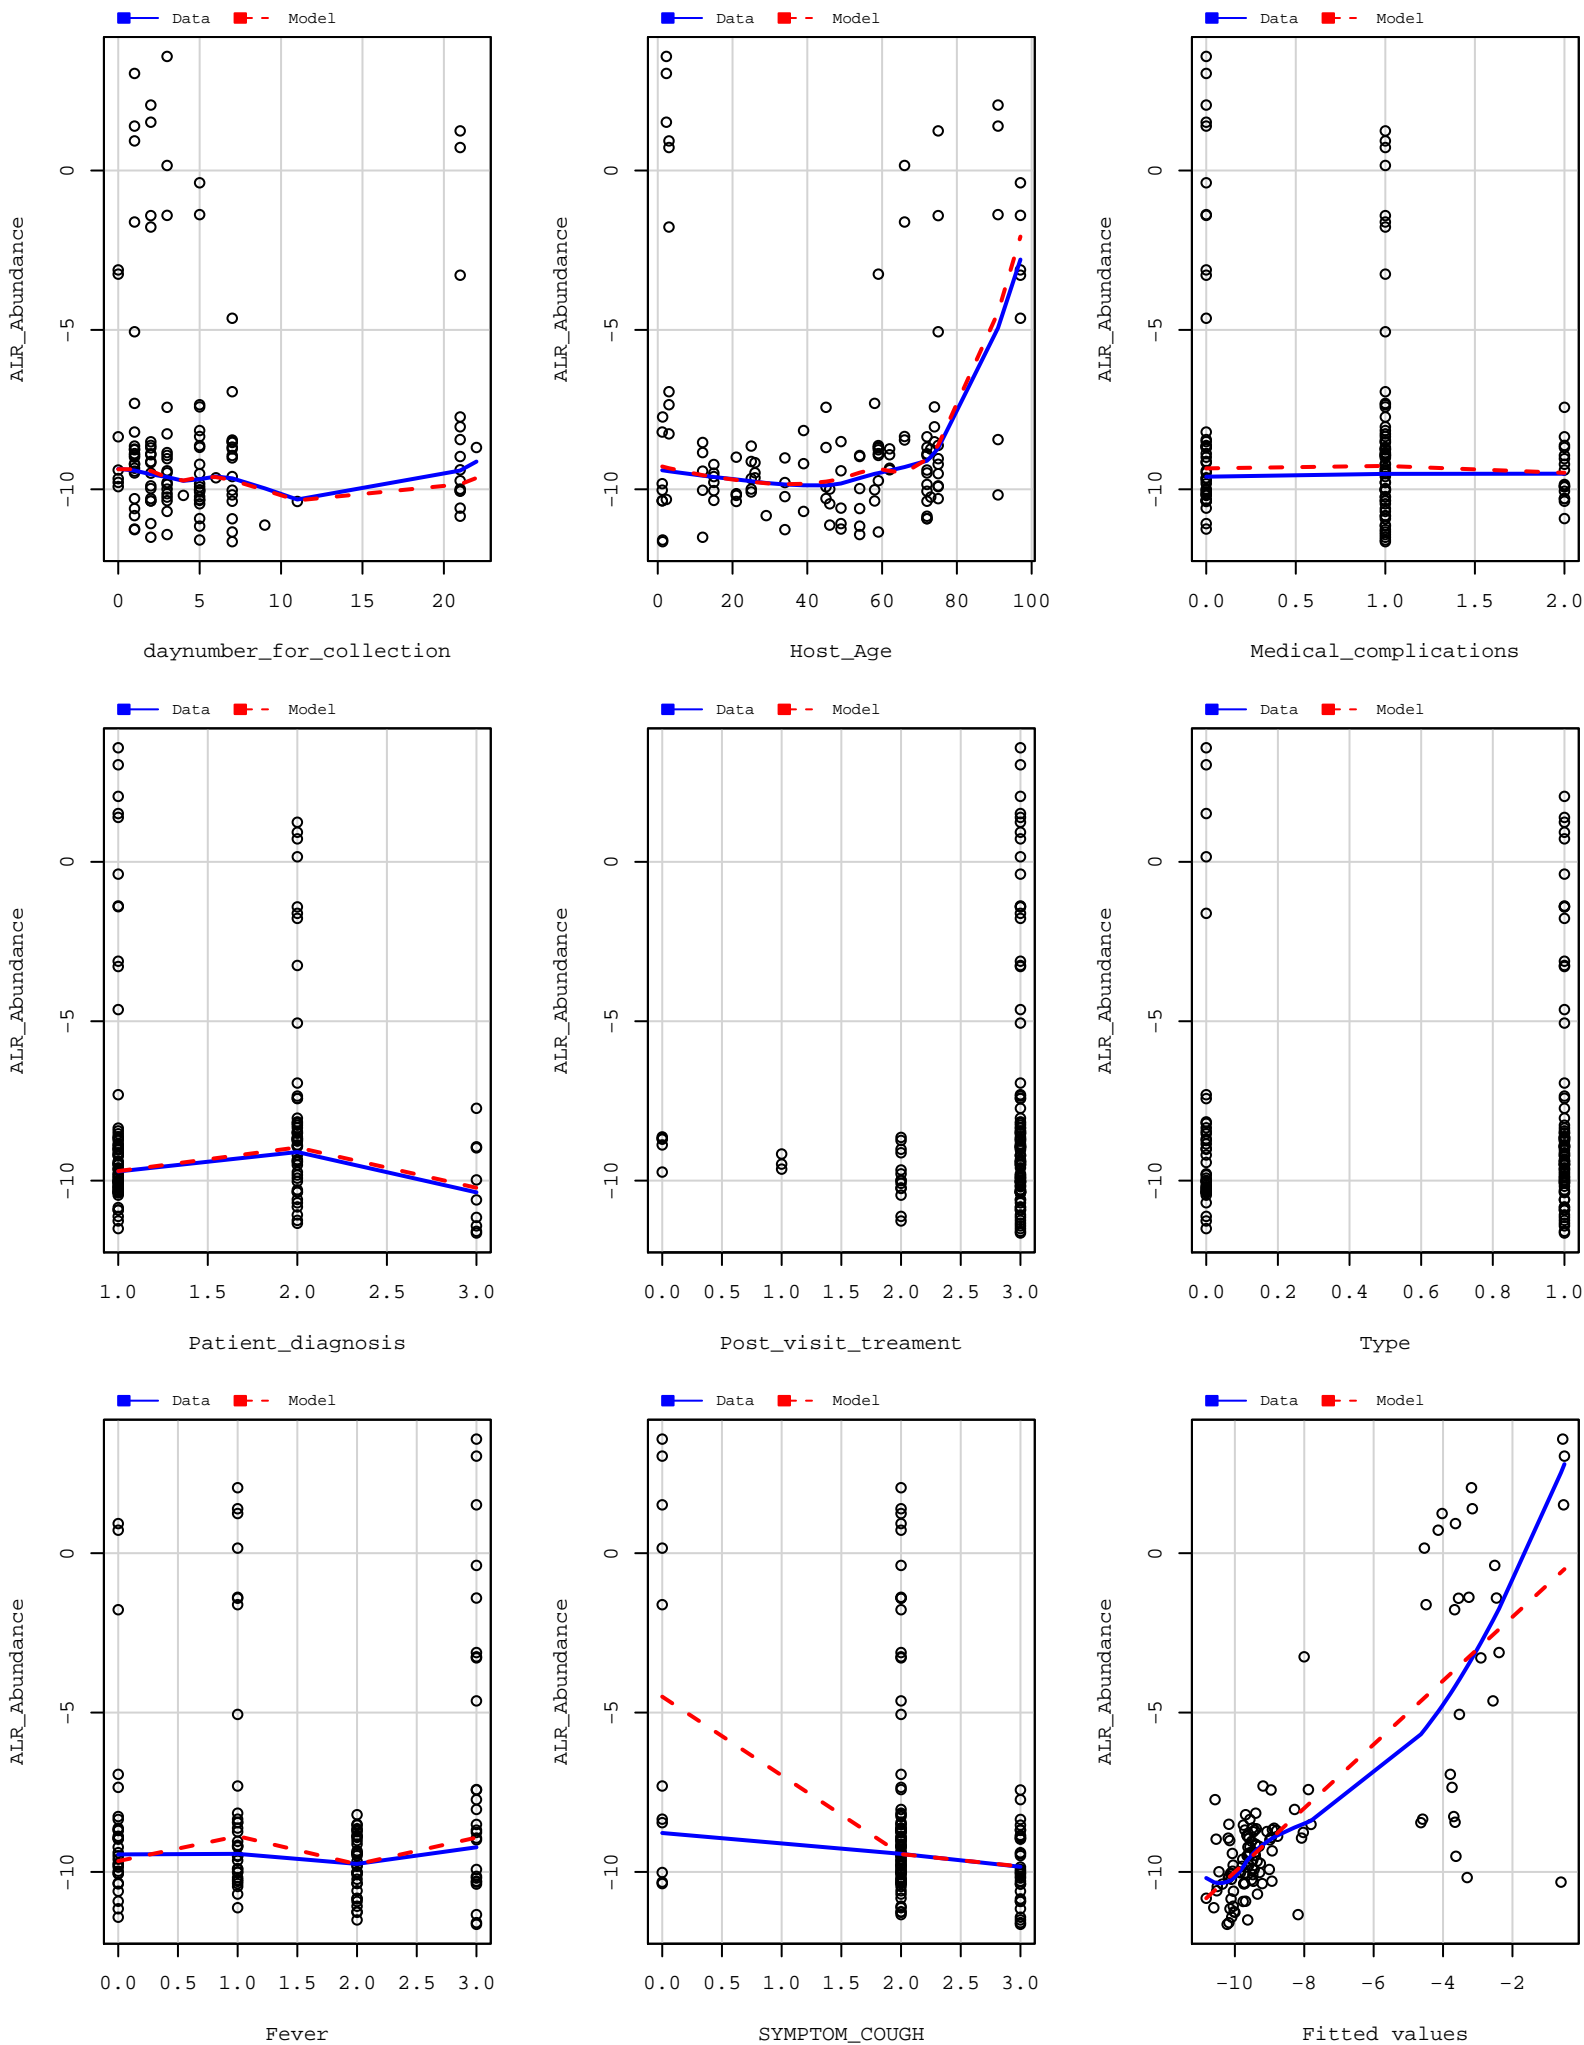 Data Model
Data Model
Data Model
ALR_Abundance
0
−5
−10
0 5 10 15 20
daynumber_for_collection
ALR_Abundance
0
−5
−10
0 20 40 60 80 100
Host_Age
ALR_Abundance
0
−5
−10
0.0 0.5 1.0 1.5 2.0
Medical_complications
Data Model
Data Model
Data Model
ALR_Abundance
0
−5
−10
1.0 1.5 2.0 2.5 3.0
Patient_diagnosis
ALR_Abundance
0
−5
−10
0.0 0.5 1.0 1.5 2.0 2.5 3.0
Post_visit_treament
ALR_Abundance
0
−5
−10
0.0 0.2 0.4 0.6 0.8 1.0
Type
Data Model
Data Model
Data Model
ALR_Abundance
0
−5
−10
0.0 0.5 1.0 1.5 2.0 2.5 3.0
Fever
ALR_Abundance
0
−5
−10
0.0 0.5 1.0 1.5 2.0 2.5 3.0
SYMPTOM_COUGH
ALR_Abundance
0
−5
−10
−10 −8 −6 −4 −2
Fitted values